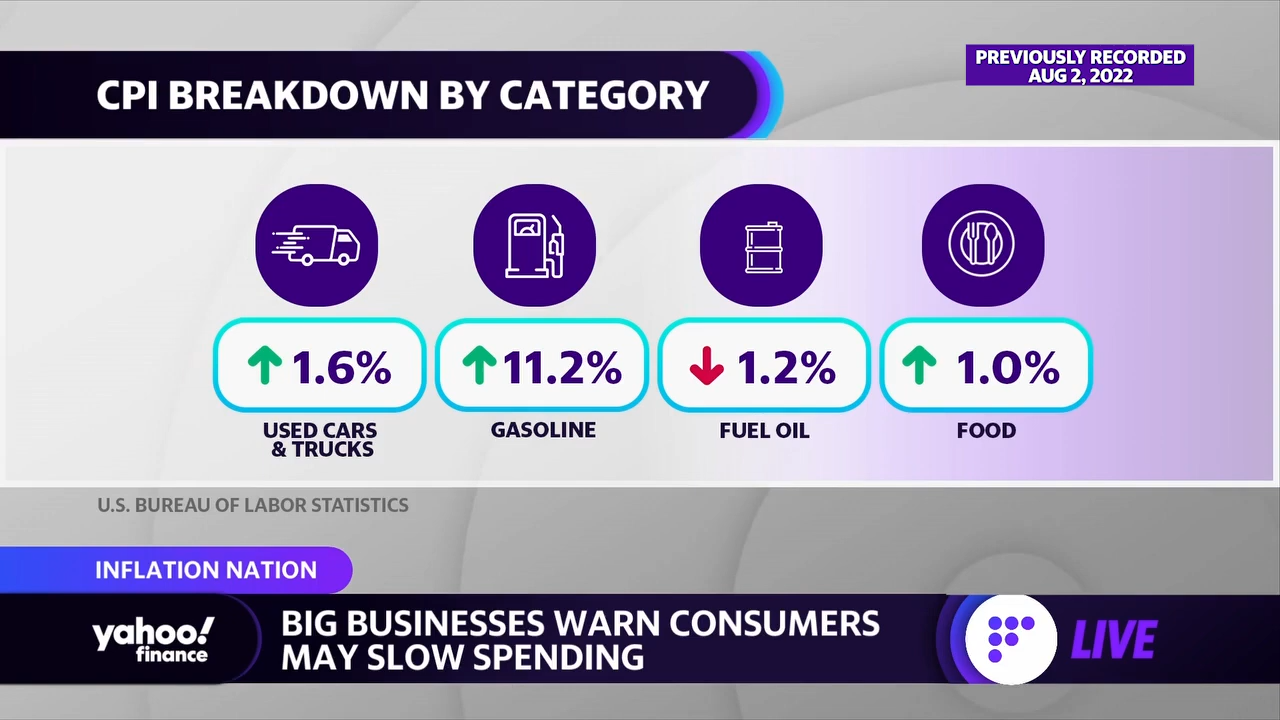 CPI BREAKDOWN BY CATEGORY
PREVIOUSLY RECORDED
AUG 2, 2022
1.6%
11.2%
1.2%
1.0%
USED CARS
& TRUCKS
GASOLINE
FUEL OIL
FOOD
U.S. BUREAU OF LABOR STATISTICS
INFLATION NATION
yahoo!
finance
BIG BUSINESSES WARN CONSUMERS
MAY SLOW SPENDING
LIVE